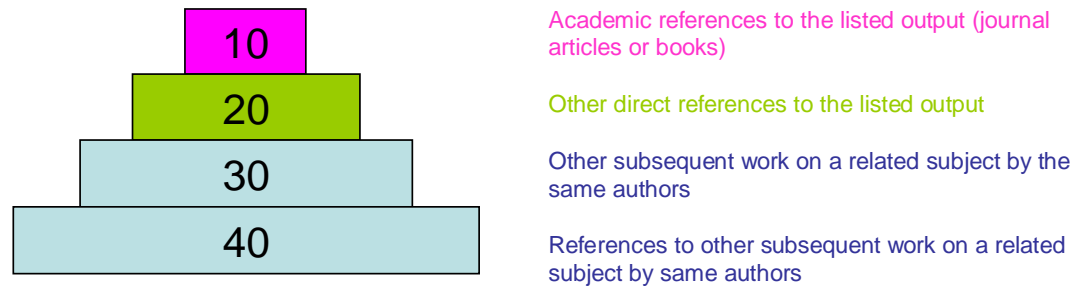 10
Academic references to the listed output (journal
articles or books)
20
Other direct references to the listed output
30
Other subsequent work on a related subject by the
same authors
40
References to other subsequent work on a related
subject by same authors